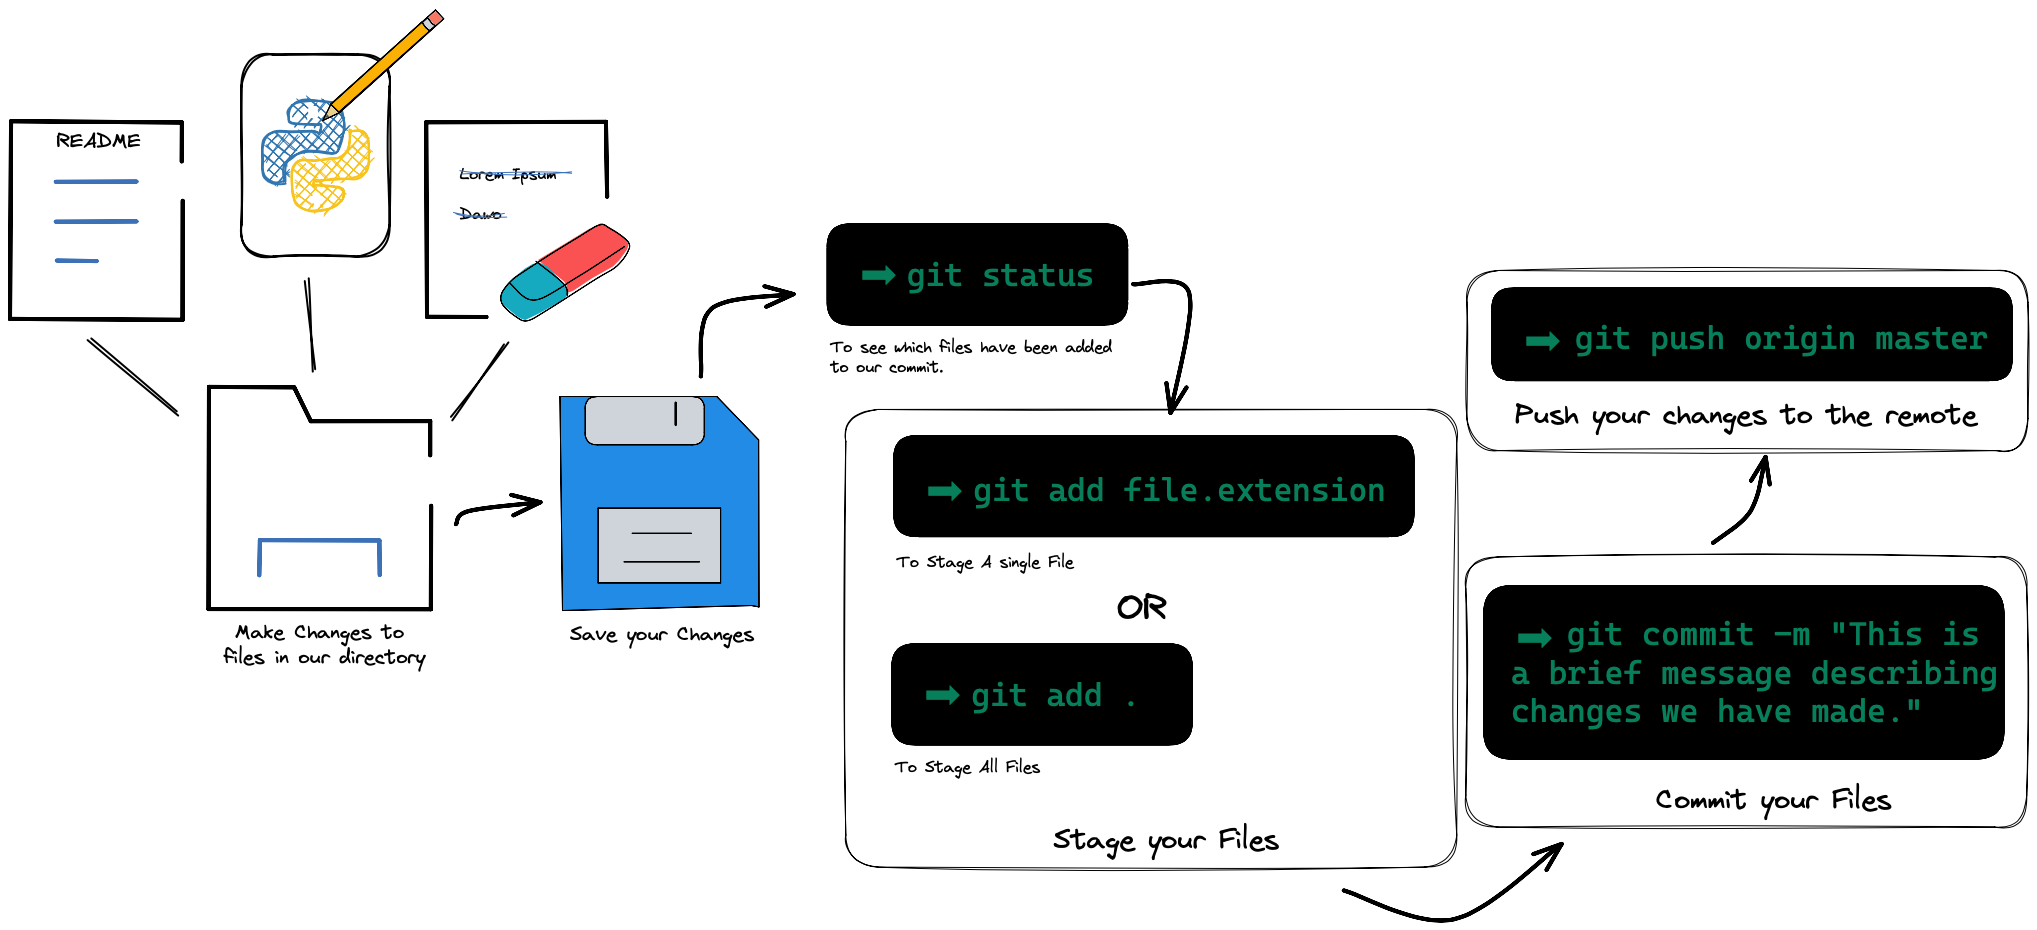 README
Lorem Ipsum
Dawo
Make Changes to
files in our directory
Save your Changes
➡ git status
To see which files have been added
to our commit.
➡ git add file.extension
To Stage A single File
OR
➡ git add .
To Stage All Files
Stage your Files
➡ git commit -m "This is
a brief message describing
changes we have made."
Commit your Files
➡ git push origin master
Push your changes to the remote